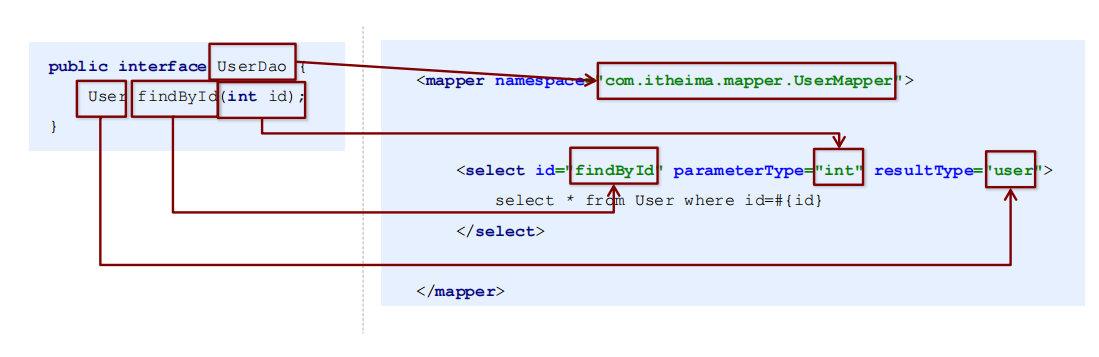 public interface UserDao {
User findById(int id);
}
<mapper namespace="com.itheima.mapper.UserMapper">
<select id="findById" parameterType="int" resultType="user">
select * from User where id=#{id}
</select>
</mapper>